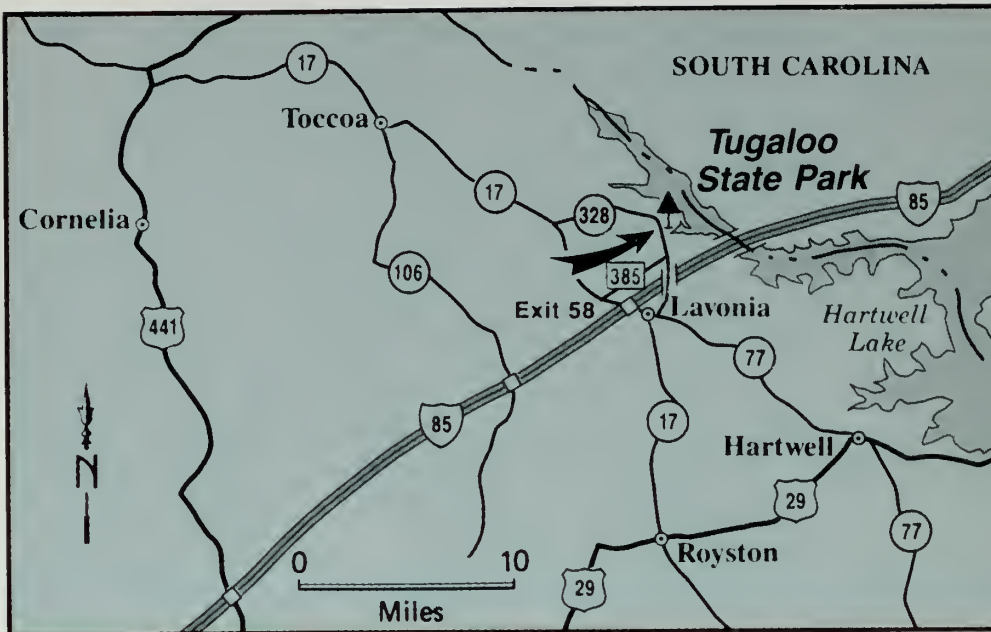 17
SOUTH CAROLINA
Toccoa
Tugaloo
State Park
17
85
Cornelia
328
106
385
Exit 58
Lavonia
441
Hartwell
Lake
77
85
17
Hartwell
N
29
77
0 10
Royston
29
Miles